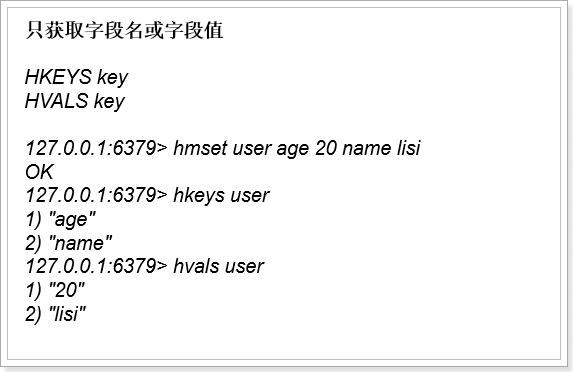 只获取字段名或字段值
HKEYS key
HVALS key
127.0.0.1:6379> hmset user age 20 name lisi
OK
127.0.0.1:6379> hkeys user
1) "age"
2) "name"
127.0.0.1:6379> hvals user
1) "20"
2) "lisi"